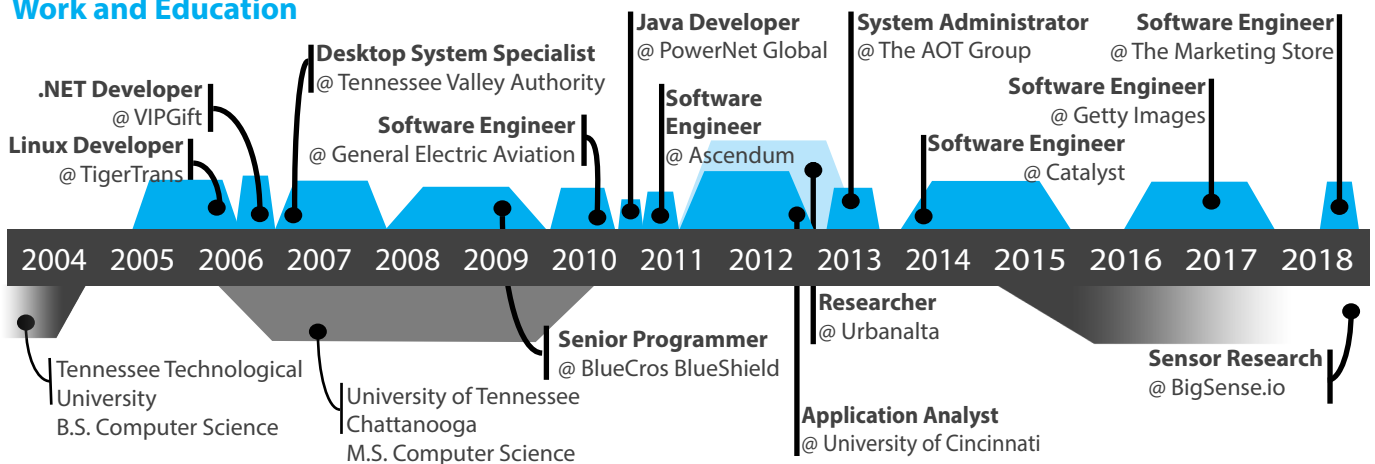 Work and Education
.NET Developer
@ VIPGift
Linux Developer
@ TigerTrans
Desktop System Specialist
@ Tennessee Valley Authority
Software Engineer
@ General Electric Aviation
Java Developer
@ PowerNet Global
Software
Engineer
@ Ascendum
System Administrator
@ The AOT Group
Software Engineer
@ Catalyst
Software Engineer
@ Getty Images
Software Engineer
@ The Marketing Store
2004 2005 2006 2007 2008 2009 2010 2011 2012 2013 2014 2015 2016 2017 2018
Tennessee Technological
University
B.S. Computer Science
University of Tennessee
Chattanooga
M.S. Computer Science
Senior Programmer
@ BlueCros BlueShield
Researcher
@ Urbanalta
Application Analyst
@ University of Cincinnati
Sensor Research
@ BigSense.io